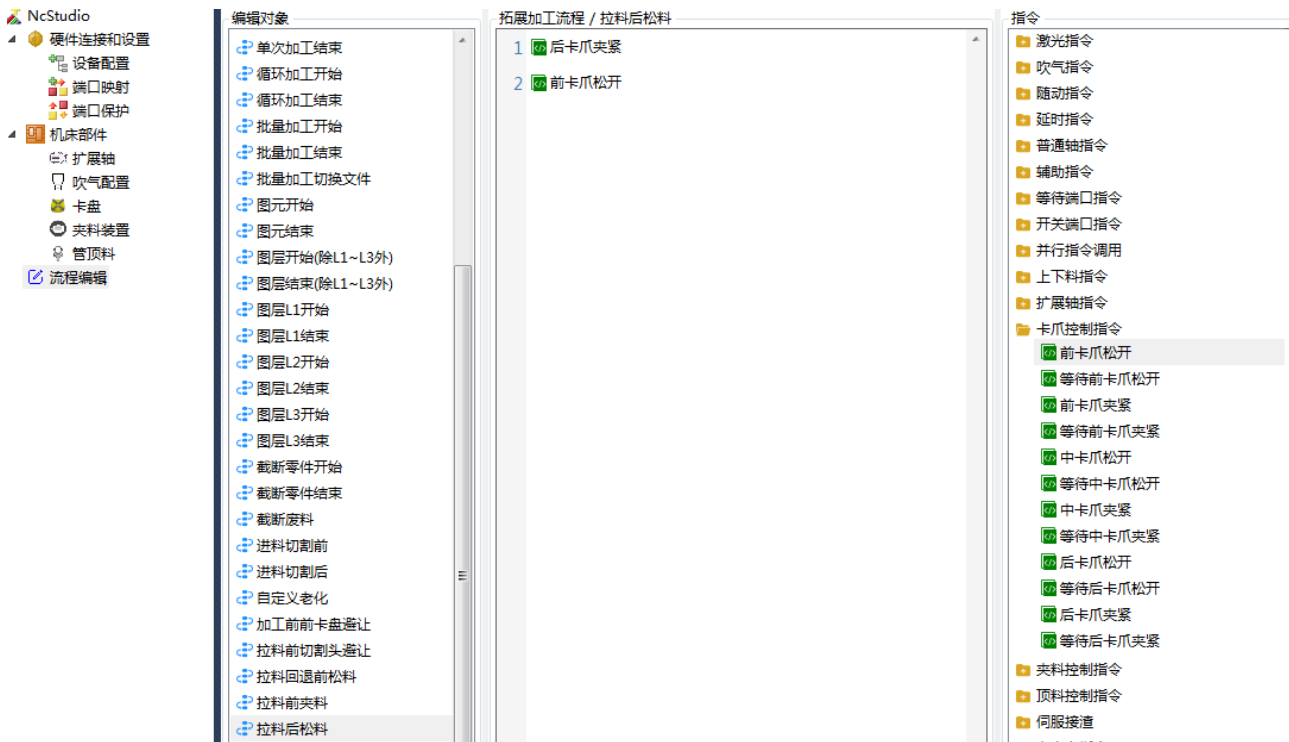 NcStudio
硬件连接和设置
设备配置
端口映射
端口保护
机床部件
扩展轴
吹气配置
卡盘
夹料装置
管顶料
流程编辑
编辑对象
单次加工结束
循环加工开始
循环加工结束
批量加工开始
批量加工结束
批量加工切换文件
图元开始
图元结束
图层开始(除L1~L3外)
图层结束(除L1~L3外)
图层L1开始
图层L1结束
图层L2开始
图层L2结束
图层L3开始
图层L3结束
截断零件开始
截断零件结束
截断废料
进料切割前
进料切割后
自定义老化
加工前前卡盘避让
拉料前切割头避让
拉料回退前松料
拉料前夹料
拉料后松料
拓展加工流程 / 拉料后松料
1 后卡爪夹紧
2 前卡爪松开
指令
激光指令
吹气指令
随动指令
延时指令
普通轴指令
辅助指令
等待端口指令
开关端口指令
并行指令调用
上下料指令
扩展轴指令
卡爪控制指令
前卡爪松开
等待前卡爪松开
前卡爪夹紧
等待前卡爪夹紧
中卡爪松开
等待中卡爪松开
中卡爪夹紧
等待中卡爪夹紧
后卡爪松开
等待后卡爪松开
后卡爪夹紧
等待后卡爪夹紧
夹料控制指令
顶料控制指令
伺服接渣